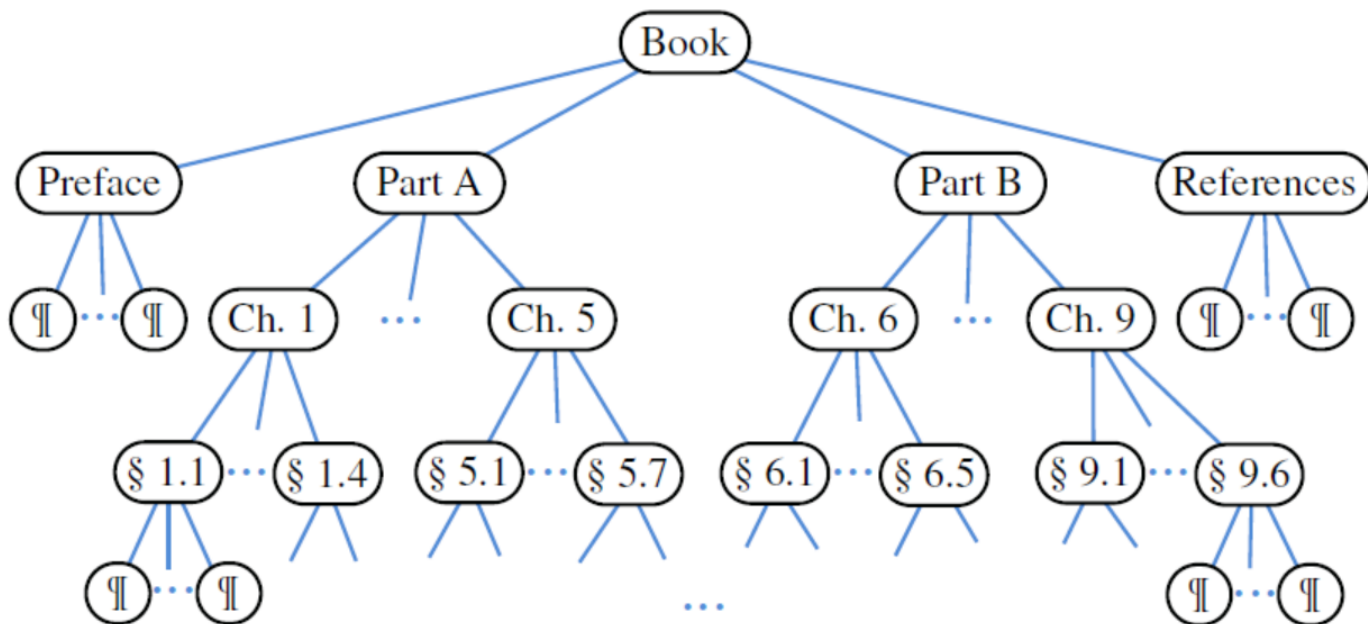 Book
Preface Part A Part B References
¶ ... ¶ Ch. 1 ... Ch. 5 Ch. 6 ... Ch. 9 ¶ ... ¶
§ 1.1 ... § 1.4 § 5.1 ... § 5.7 § 6.1 ... § 6.5 § 9.1 ... § 9.6
¶ ... ¶ ... ¶ ... ¶